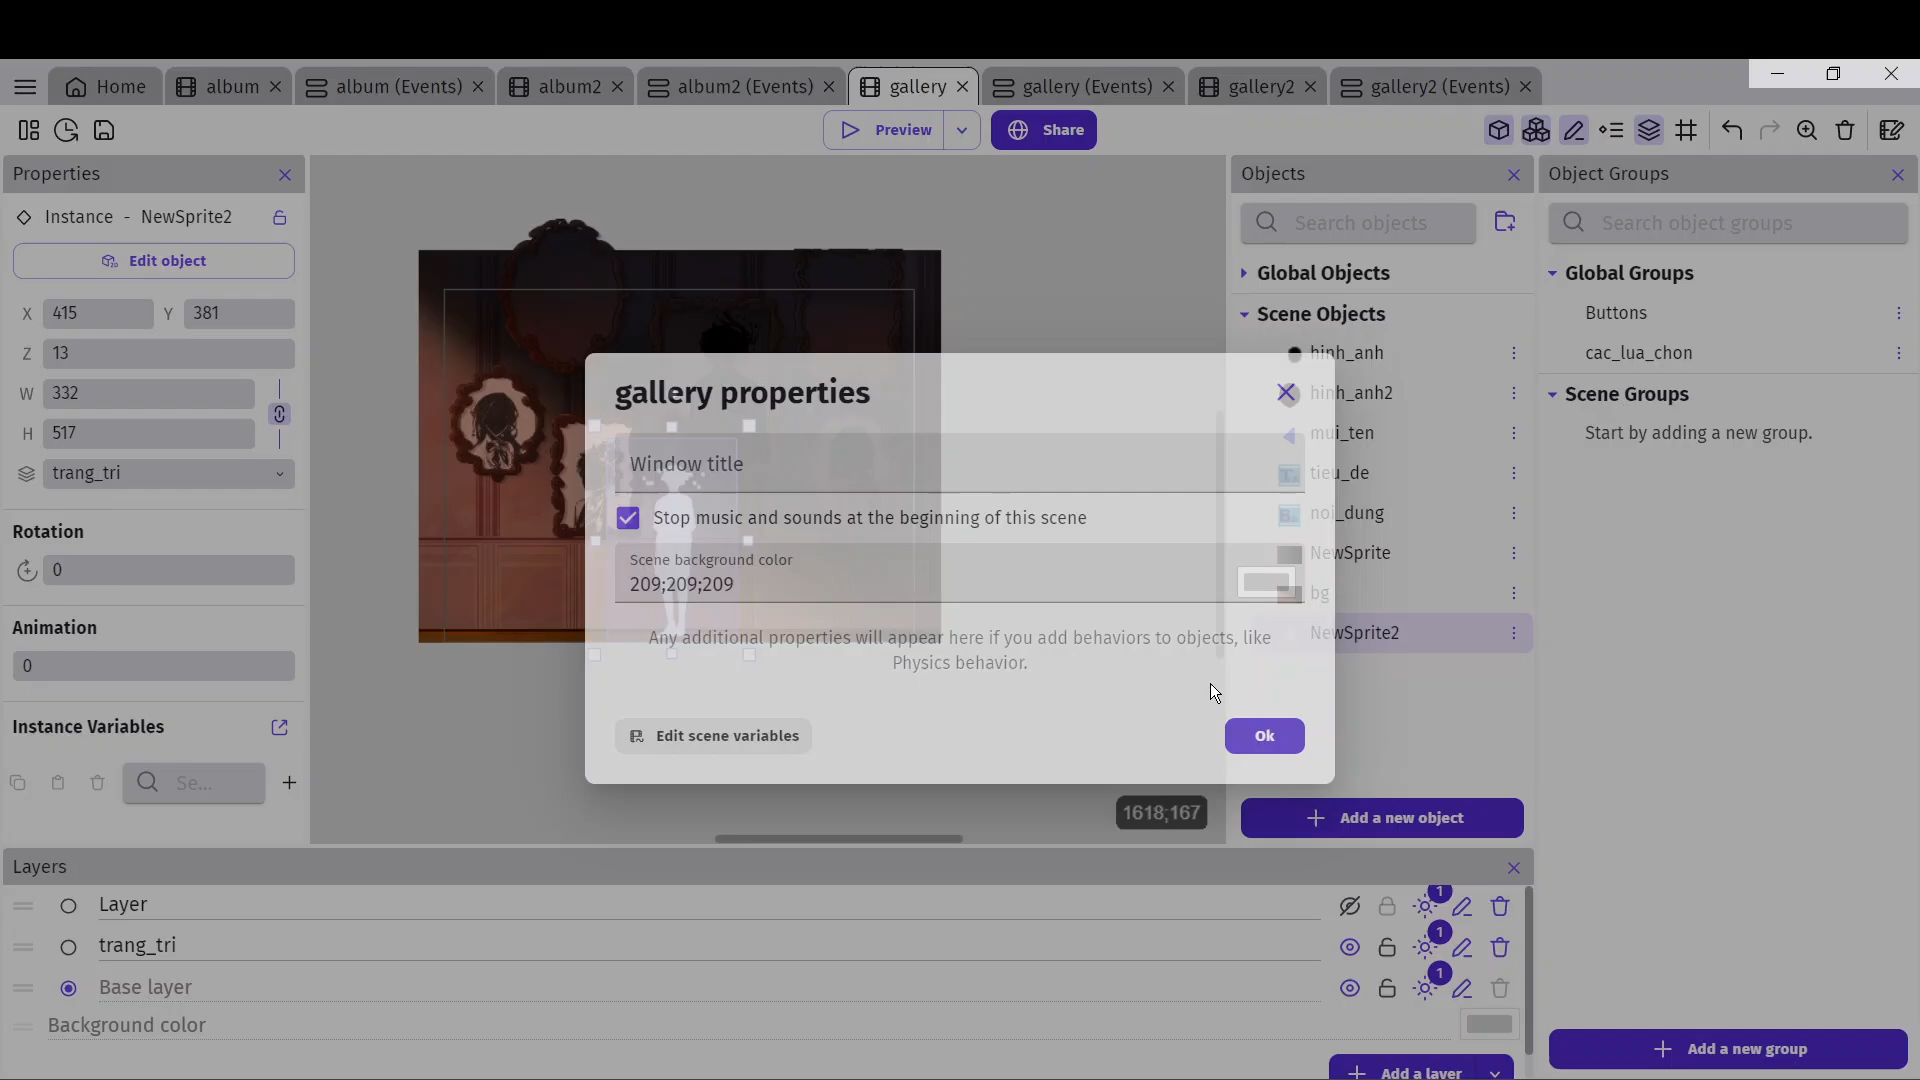 Home
album
album (Events)
album2
album2 (Events)
gallery
gallery (Events)
gallery2
gallery2 (Events)
Preview
Share
Properties
Instance - NewSprite2
Edit object
X 415 Y 381
Z 13
W 332
H 517
trang_tri
Rotation
0
Animation
0
Instance Variables
Se...
gallery properties
Window title
Stop music and sounds at the beginning of this scene
Scene background color
209;209;209
Any additional properties will appear here if you add behaviors to objects, like
Physics behavior.
Edit scene variables
Ok
1618;167
Objects
Search objects
Global Objects
Scene Objects
hinh_anh
hinh_anh2
mui_ten
tieu_de
noi_dung
NewSprite
bg
NewSprite2
Add a new object
Object Groups
Search object groups
Global Groups
Buttons
cac_lua_chon
Scene Groups
Start by adding a new group.
Add a new group
Layers
Layer
1
trang_tri
1
Base layer
1
Background color
Add a layer